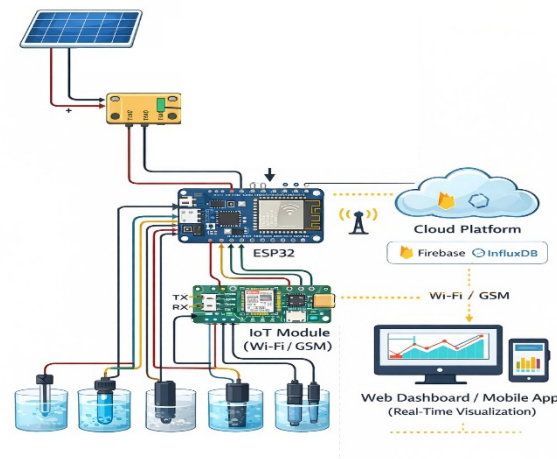 +
ESP32
Cloud Platform
Firebase InfluxDB
TX
RX
IoT Module
(Wi-Fi / GSM)
Wi-Fi / GSM
Web Dashboard / Mobile App
(Real-Time Visualization)